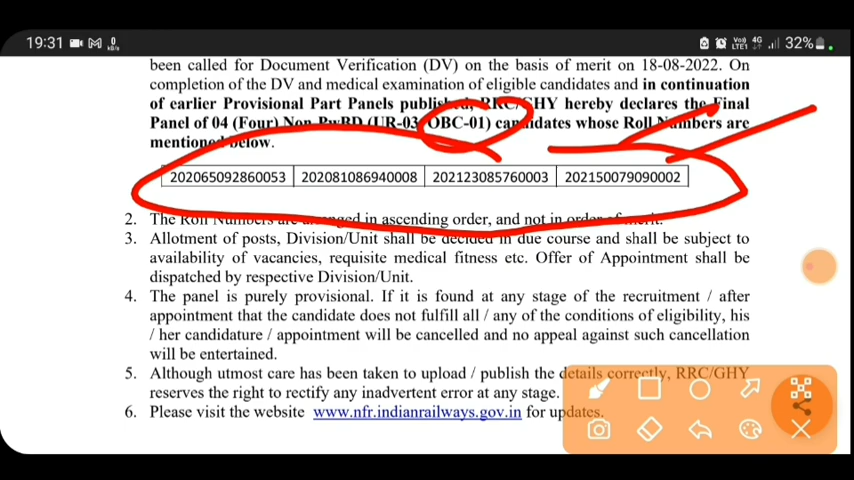 19:31 M 0 KB/s Vo) LTE1 4G 32%
been called for Document Verification (DV) on the basis of merit on 18-08-2022. On
completion of the DV and medical examination of eligible candidates and in continuation
of earlier Provisional Part Panels published, RRC/GHY hereby declares the Final
Panel of 04 (Four) Non-PwBD (UR-03, OBC-01) candidates whose Roll Numbers are
mentioned below.
202065092860053 202081086940008 202123085760003 202150079090002
2. The Roll Numbers are arranged in ascending order, and not in order of merit.
3. Allotment of posts, Division/Unit shall be decided in due course and shall be subject to
availability of vacancies, requisite medical fitness etc. Offer of Appointment shall be
dispatched by respective Division/Unit.
4. The panel is purely provisional. If it is found at any stage of the recruitment / after
appointment that the candidate does not fulfill all / any of the conditions of eligibility, his
/ her candidature / appointment will be cancelled and no appeal against such cancellation
will be entertained.
5. Although utmost care has been taken to upload / publish the details correctly, RRC/GHY
reserves the right to rectify any inadvertent error at any stage.
6. Please visit the website www.nfr.indianrailways.gov.in for updates.